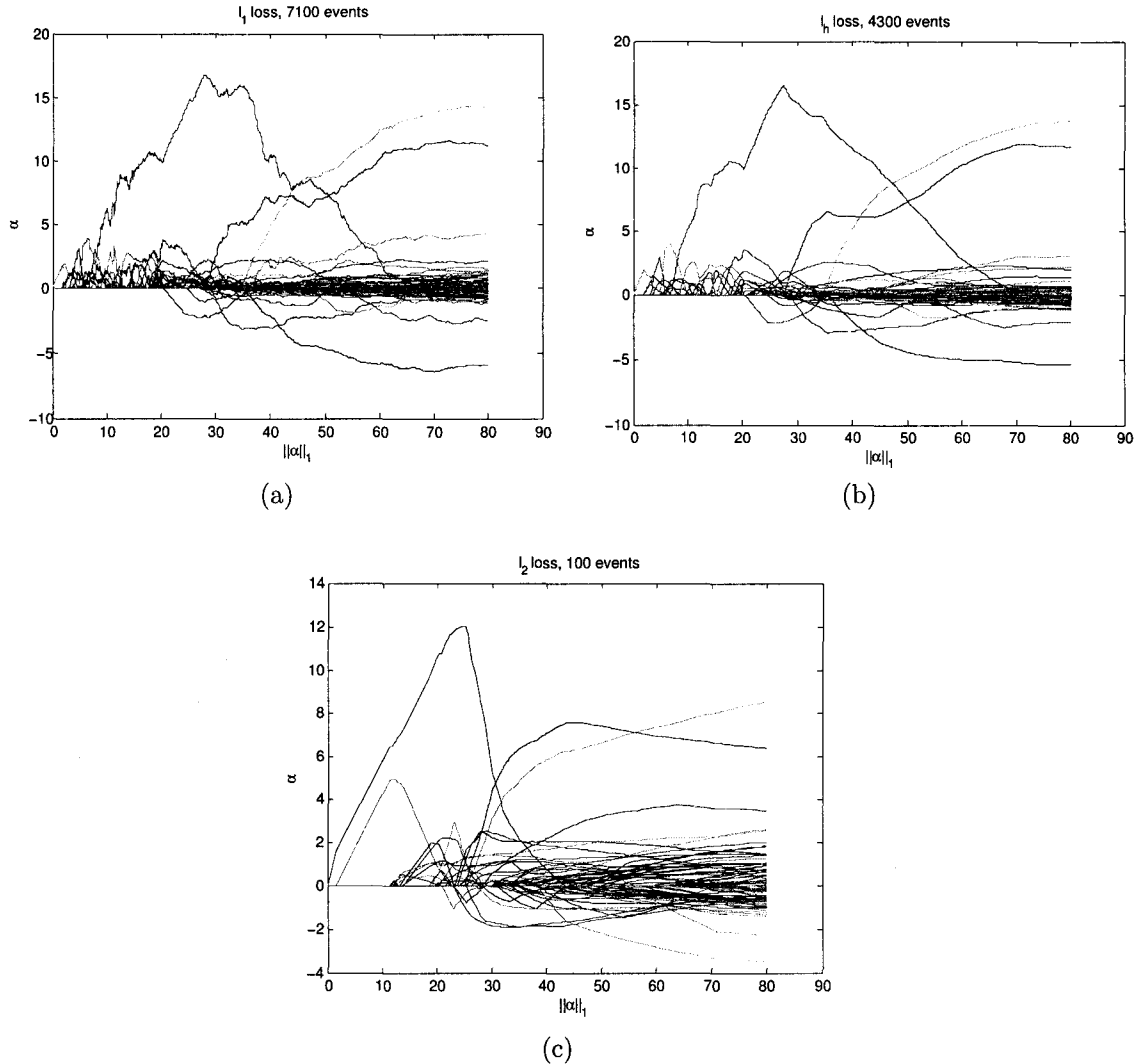 l₁ loss, 7100 events
20
15
10
5
0
−5
−10
α
0 10 20 30 40 50 60 70 80 90
||α||₁
(a)
lₕ loss, 4300 events
20
15
10
5
0
−5
−10
α
0 10 20 30 40 50 60 70 80 90
||α||₁
(b)
l₂ loss, 100 events
14
12
10
8
6
4
2
0
−2
−4
α
0 10 20 30 40 50 60 70 80 90
||α||₁
(c)